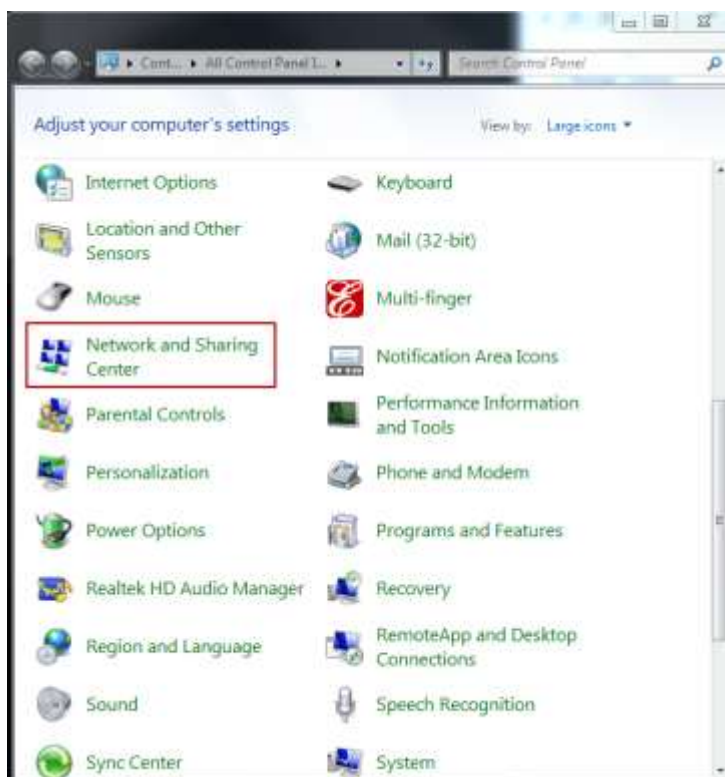 Cont... All Control Panel I...
Search Control Panel
Adjust your computer's settings
View by: Large icons
Internet Options
Keyboard
Location and Other
Sensors
Mail (32-bit)
Mouse
Multi-finger
Network and Sharing
Center
Notification Area Icons
Parental Controls
Performance Information
and Tools
Personalization
Phone and Modem
Power Options
Programs and Features
Realtek HD Audio Manager
Recovery
Region and Language
RemoteApp and Desktop
Connections
Sound
Speech Recognition
Sync Center
System